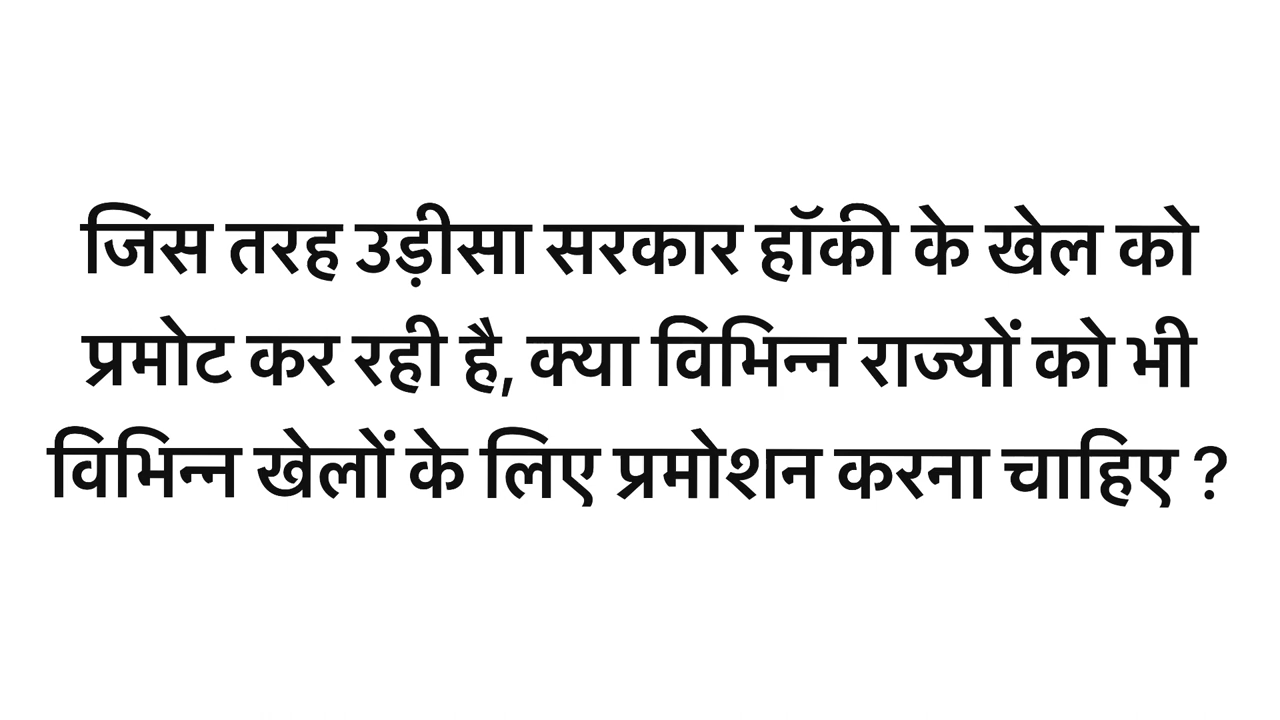 जिस तरह उड़ीसा सरकार हॉकी के खेल को
प्रमोट कर रही है, क्या विभिन्न राज्यों को भी
विभिन्न खेलों के लिए प्रमोशन करना चाहिए ?